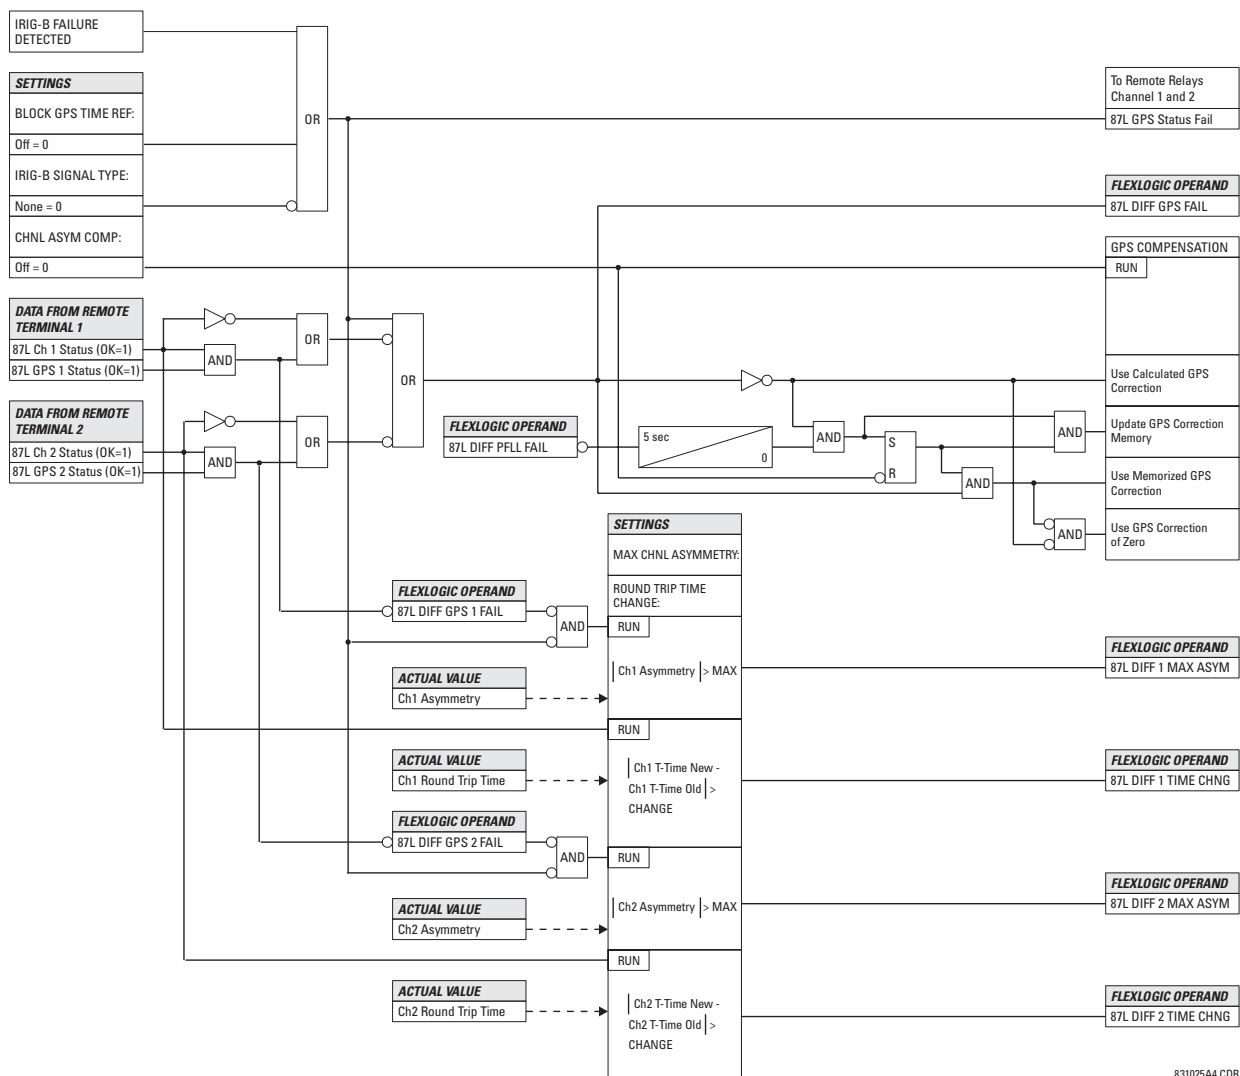 IRIG-B FAILURE
DETECTED
SETTINGS
BLOCK GPS TIME REF:
Off = 0
IRIG-B SIGNAL TYPE:
None = 0
CHNL ASYM COMP:
Off = 0
OR
To Remote Relays
Channel 1 and 2
87L GPS Status Fail
FLEXLOGIC OPERAND
87L DIFF GPS FAIL
GPS COMPENSATION
RUN
Use Calculated GPS
Correction
Update GPS Correction
Memory
Use Memorized GPS
Correction
Use GPS Correction
of Zero
DATA FROM REMOTE
TERMINAL 1
87L Ch 1 Status (OK=1)
87L GPS 1 Status (OK=1)
AND
OR
DATA FROM REMOTE
TERMINAL 2
87L Ch 2 Status (OK=1)
87L GPS 2 Status (OK=1)
AND
OR
OR
FLEXLOGIC OPERAND
87L DIFF PFLL FAIL
5 sec
0
AND
S
R
AND
AND
AND
SETTINGS
MAX CHNL ASYMMETRY:
ROUND TRIP TIME
CHANGE:
FLEXLOGIC OPERAND
87L DIFF GPS 1 FAIL
AND
RUN
|Ch1 Asymmetry|> MAX
ACTUAL VALUE
Ch1 Asymmetry
FLEXLOGIC OPERAND
87L DIFF 1 MAX ASYM
RUN
ACTUAL VALUE
Ch1 Round Trip Time
|Ch1 T-Time New -
Ch1 T-Time Old|>
CHANGE
FLEXLOGIC OPERAND
87L DIFF 1 TIME CHNG
FLEXLOGIC OPERAND
87L DIFF GPS 2 FAIL
AND
RUN
|Ch2 Asymmetry|> MAX
ACTUAL VALUE
Ch2 Asymmetry
FLEXLOGIC OPERAND
87L DIFF 2 MAX ASYM
RUN
ACTUAL VALUE
Ch2 Round Trip Time
|Ch2 T-Time New -
Ch2 T-Time Old|>
CHANGE
FLEXLOGIC OPERAND
87L DIFF 2 TIME CHNG
831025A4.CDR